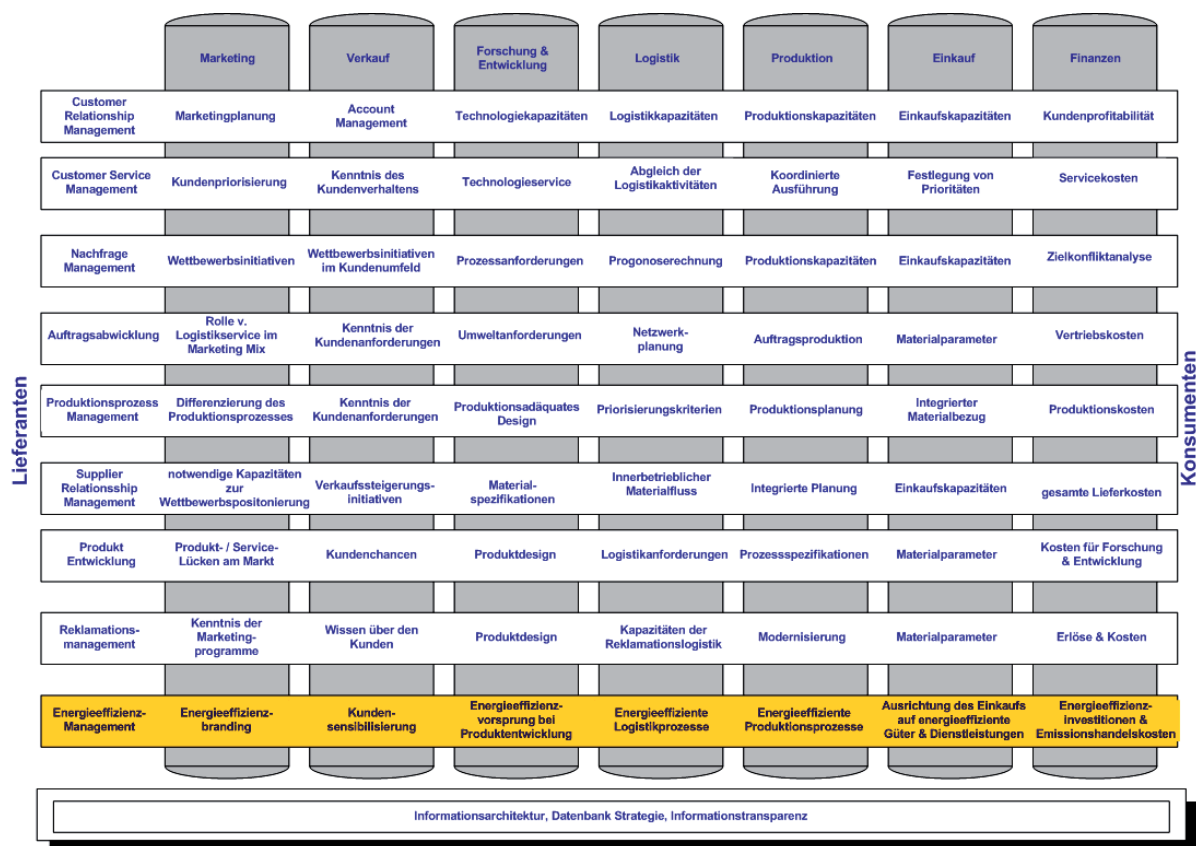 Marketing
Verkauf
Forschung &
Entwicklung
Logistik
Produktion
Einkauf
Finanzen
Customer
Relationship
Management
Marketingplanung
Account
Management
Technologiekapazitäten
Logistikkapazitäten
Produktionskapazitäten
Einkaufskapazitäten
Kundenprofitabilität
Customer Service
Management
Kundenpriorisierung
Kenntnis des
Kundenverhaltens
Technologieservice
Abgleich der
Logistikaktivitäten
Koordinierte
Ausführung
Festlegung von
Prioritäten
Servicekosten
Nachfrage
Management
Wettbewerbsinitiativen
Wettbewerbsinitiativen
im Kundenumfeld
Prozessanforderungen
Progonoserechnung
Produktionskapazitäten
Einkaufskapazitäten
Zielkonfliktanalyse
Auftragsabwicklung
Rolle v.
Logistikservice im
Marketing Mix
Kenntnis der
Kundenanforderungen
Umweltanforderungen
Netzwerk-
planung
Auftragsproduktion
Materialparameter
Vertriebskosten
Produktionsprozess
Management
Differenzierung des
Produktionsprozesses
Kenntnis der
Kundenanforderungen
Produktionsadäquates
Design
Priorisierungskriterien
Produktionsplanung
Integrierter
Materialbezug
Produktionskosten
Supplier
Relationsship
Management
notwendige Kapazitäten
zur
Wettbewerbspositonierung
Verkaufssteigerungs-
initiativen
Material-
spezifikationen
Innerbetrieblicher
Materialfluss
Integrierte Planung
Einkaufskapazitäten
gesamte Lieferkosten
Produkt
Entwicklung
Produkt- / Service-
Lücken am Markt
Kundenchancen
Produktdesign
Logistikanforderungen
Prozessspezifikationen
Materialparameter
Kosten für Forschung
& Entwicklung
Reklamations-
management
Kenntnis der
Marketing-
programme
Wissen über den
Kunden
Produktdesign
Kapazitäten der
Reklamationslogistik
Modernisierung
Materialparameter
Erlöse & Kosten
Energieeffizienz-
Management
Energieeffizienz-
branding
Kunden-
sensibilisierung
Energieeffizienz-
vorsprung bei
Produktentwicklung
Energieeffiziente
Logistikprozesse
Energieeffiziente
Produktionsprozesse
Ausrichtung des Einkaufs
auf energieeffiziente
Güter & Dienstleistungen
Energieeffizienz-
investitionen &
Emissionshandelskosten
Lieferanten
Konsumenten
Informationsarchitektur, Datenbank Strategie, Informationstransparenz